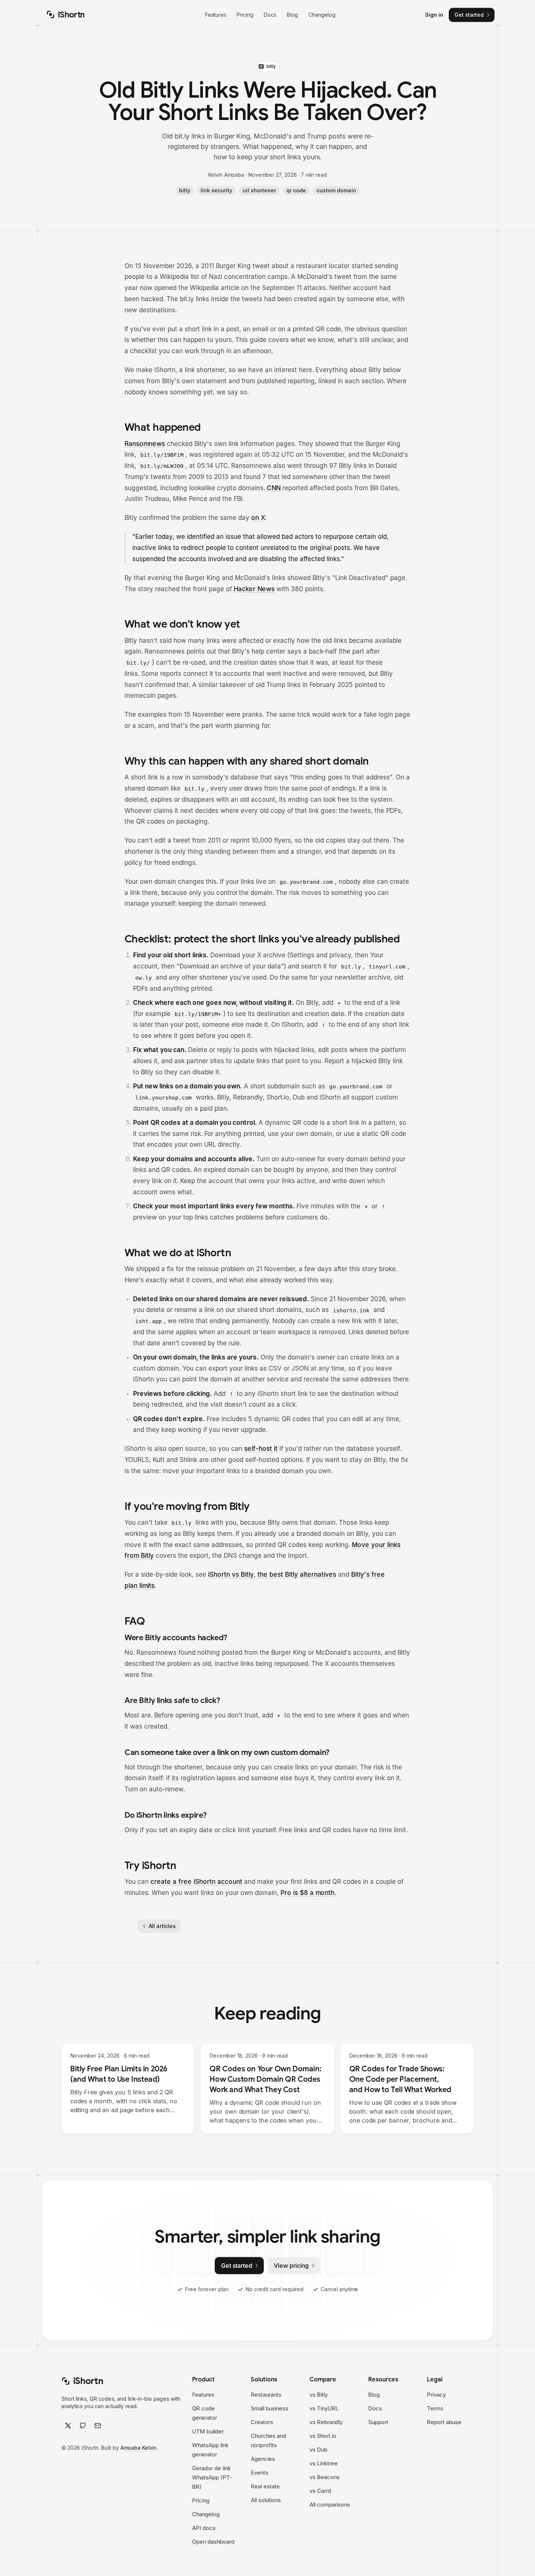 iShortn
Features
Pricing
Docs
Blog
Changelog
Sign in
Get started
bitly
Old Bitly Links Were Hijacked. Can
Your Short Links Be Taken Over?
Old bit.ly links in Burger King, McDonald's and Trump posts were re-
registered by strangers. What happened, why it can happen, and
how to keep your short links yours.
Kelvin Amoaba · November 27, 2026 · 7 min read
bitly
link security
url shortener
qr code
custom domain
On 15 November 2026, a 2011 Burger King tweet about a restaurant locator started sending
people to a Wikipedia list of Nazi concentration camps. A McDonald's tweet from the same
year now opened the Wikipedia article on the September 11 attacks. Neither account had
been hacked. The bit.ly links inside the tweets had been created again by someone else, with
new destinations.
If you've ever put a short link in a post, an email or on a printed QR code, the obvious question
is whether this can happen to yours. This guide covers what we know, what's still unclear, and
a checklist you can work through in an afternoon.
We make iShortn, a link shortener, so we have an interest here. Everything about Bitly below
comes from Bitly's own statement and from published reporting, linked in each section. Where
nobody knows something yet, we say so.
What happened
Ransomnews checked Bitly's own link information pages. They showed that the Burger King
link, bit.ly/19BFiM, was registered again at 05:32 UTC on 15 November, and the McDonald's
link, bit.ly/mLWJO8, at 05:14 UTC. Ransomnews also went through 97 Bitly links in Donald
Trump's tweets from 2009 to 2013 and found 7 that led somewhere other than the tweet
suggested, including lookalike crypto domains. CNN reported affected posts from Bill Gates,
Justin Trudeau, Mike Pence and the FBI.
Bitly confirmed the problem the same day on X:
"Earlier today, we identified an issue that allowed bad actors to repurpose certain old,
inactive links to redirect people to content unrelated to the original posts. We have
suspended the accounts involved and are disabling the affected links."
By that evening the Burger King and McDonald's links showed Bitly's "Link Deactivated" page.
The story reached the front page of Hacker News with 380 points.
What we don't know yet
Bitly hasn't said how many links were affected or exactly how the old links became available
again. Ransomnews points out that Bitly's help center says a back-half (the part after
bit.ly/) can't be re-used, and the creation dates show that it was, at least for these
links. Some reports connect it to accounts that went inactive and were removed, but Bitly
hasn't confirmed that. A similar takeover of old Trump links in February 2025 pointed to
memecoin pages.
The examples from 15 November were pranks. The same trick would work for a fake login page
or a scam, and that's the part worth planning for.
Why this can happen with any shared short domain
A short link is a row in somebody's database that says "this ending goes to that address". On a
shared domain like bit.ly, every user draws from the same pool of endings. If a link is
deleted, expires or disappears with an old account, its ending can look free to the system.
Whoever claims it next decides where every old copy of that link goes: the tweets, the PDFs,
the QR codes on packaging.
You can't edit a tweet from 2011 or reprint 10,000 flyers, so the old copies stay out there. The
shortener is the only thing standing between them and a stranger, and that depends on its
policy for freed endings.
Your own domain changes this. If your links live on go.yourbrand.com, nobody else can create
a link there, because only you control the domain. The risk moves to something you can
manage yourself: keeping the domain renewed.
Checklist: protect the short links you've already published
1. Find your old short links. Download your X archive (Settings and privacy, then Your
account, then "Download an archive of your data") and search it for bit.ly, tinyurl.com,
ow.ly and any other shortener you've used. Do the same for your newsletter archive, old
PDFs and anything printed.
2. Check where each one goes now, without visiting it. On Bitly, add + to the end of a link
(for example bit.ly/19BFiM+) to see its destination and creation date. If the creation date
is later than your post, someone else made it. On iShortn, add ! to the end of any short link
to see where it goes before you open it.
3. Fix what you can. Delete or reply to posts with hijacked links, edit posts where the platform
allows it, and ask partner sites to update links that point to you. Report a hijacked Bitly link
to Bitly so they can disable it.
4. Put new links on a domain you own. A short subdomain such as go.yourbrand.com or
link.yourshop.com works. Bitly, Rebrandly, Short.io, Dub and iShortn all support custom
domains, usually on a paid plan.
5. Point QR codes at a domain you control. A dynamic QR code is a short link in a pattern, so
it carries the same risk. For anything printed, use your own domain, or use a static QR code
that encodes your own URL directly.
6. Keep your domains and accounts alive. Turn on auto-renew for every domain behind your
links and QR codes. An expired domain can be bought by anyone, and then they control
every link on it. Keep the account that owns your links active, and write down which
account owns what.
7. Check your most important links every few months. Five minutes with the + or !
preview on your top links catches problems before customers do.
What we do at iShortn
We shipped a fix for the reissue problem on 21 November, a few days after this story broke.
Here's exactly what it covers, and what else already worked this way.
• Deleted links on our shared domains are never reissued. Since 21 November 2026, when
you delete or rename a link on our shared short domains, such as ishortn.ink and
isht.app, we retire that ending permanently. Nobody can create a new link with it later,
and the same applies when an account or team workspace is removed. Links deleted before
that date aren't covered by the rule.
• On your own domain, the links are yours. Only the domain's owner can create links on a
custom domain. You can export your links as CSV or JSON at any time, so if you leave
iShortn you can point the domain at another service and recreate the same addresses there.
• Previews before clicking. Add ! to any iShortn short link to see the destination without
being redirected, and the visit doesn't count as a click.
• QR codes don't expire. Free includes 5 dynamic QR codes that you can edit at any time,
and they keep working if you never upgrade.
iShortn is also open source, so you can self-host it if you'd rather run the database yourself.
YOURLS, Kutt and Shlink are other good self-hosted options. If you want to stay on Bitly, the fix
is the same: move your important links to a branded domain you own.
If you're moving from Bitly
You can't take bit.ly links with you, because Bitly owns that domain. Those links keep
working as long as Bitly keeps them. If you already use a branded domain on Bitly, you can
move it with the exact same addresses, so printed QR codes keep working. Move your links
from Bitly covers the export, the DNS change and the import.
For a side-by-side look, see iShortn vs Bitly, the best Bitly alternatives and Bitly's free
plan limits.
FAQ
Were Bitly accounts hacked?
No. Ransomnews found nothing posted from the Burger King or McDonald's accounts, and Bitly
described the problem as old, inactive links being repurposed. The X accounts themselves
were fine.
Are Bitly links safe to click?
Most are. Before opening one you don't trust, add + to the end to see where it goes and when
it was created.
Can someone take over a link on my own custom domain?
Not through the shortener, because only you can create links on your domain. The risk is the
domain itself: if its registration lapses and someone else buys it, they control every link on it.
Turn on auto-renew.
Do iShortn links expire?
Only if you set an expiry date or click limit yourself. Free links and QR codes have no time limit.
Try iShortn
You can create a free iShortn account and make your first links and QR codes in a couple of
minutes. When you want links on your own domain, Pro is $8 a month.
All articles
Keep reading
November 24, 2026 · 8 min read
Bitly Free Plan Limits in 2026
(and What to Use Instead)
Bitly Free gives you 5 links and 2 QR
codes a month, with no click stats, no
editing and an ad page before each...
December 18, 2026 · 9 min read
QR Codes on Your Own Domain:
How Custom Domain QR Codes
Work and What They Cost
Why a dynamic QR code should run on
your own domain (or your client's),
what happens to the codes when you...
December 16, 2026 · 9 min read
QR Codes for Trade Shows:
One Code per Placement,
and How to Tell What Worked
How to use QR codes at a trade show
booth: what each code should open,
one code per banner, brochure and...
Smarter, simpler link sharing
Get started
View pricing
Free forever plan
No credit card required
Cancel anytime
iShortn
Short links, QR codes, and link-in-bio pages with
analytics you can actually read.
© 2026 iShortn. Built by Amoaba Kelvin.
Product
Features
QR code
generator
UTM builder
WhatsApp link
generator
Gerador de link
WhatsApp (PT-
BR)
Pricing
Changelog
API docs
Open dashboard
Solutions
Restaurants
Small business
Creators
Churches and
nonprofits
Agencies
Events
Real estate
All solutions
Compare
vs Bitly
vs TinyURL
vs Rebrandly
vs Short.io
vs Dub
vs Linktree
vs Beacons
vs Carrd
All comparisons
Resources
Blog
Docs
Support
Legal
Privacy
Terms
Report abuse